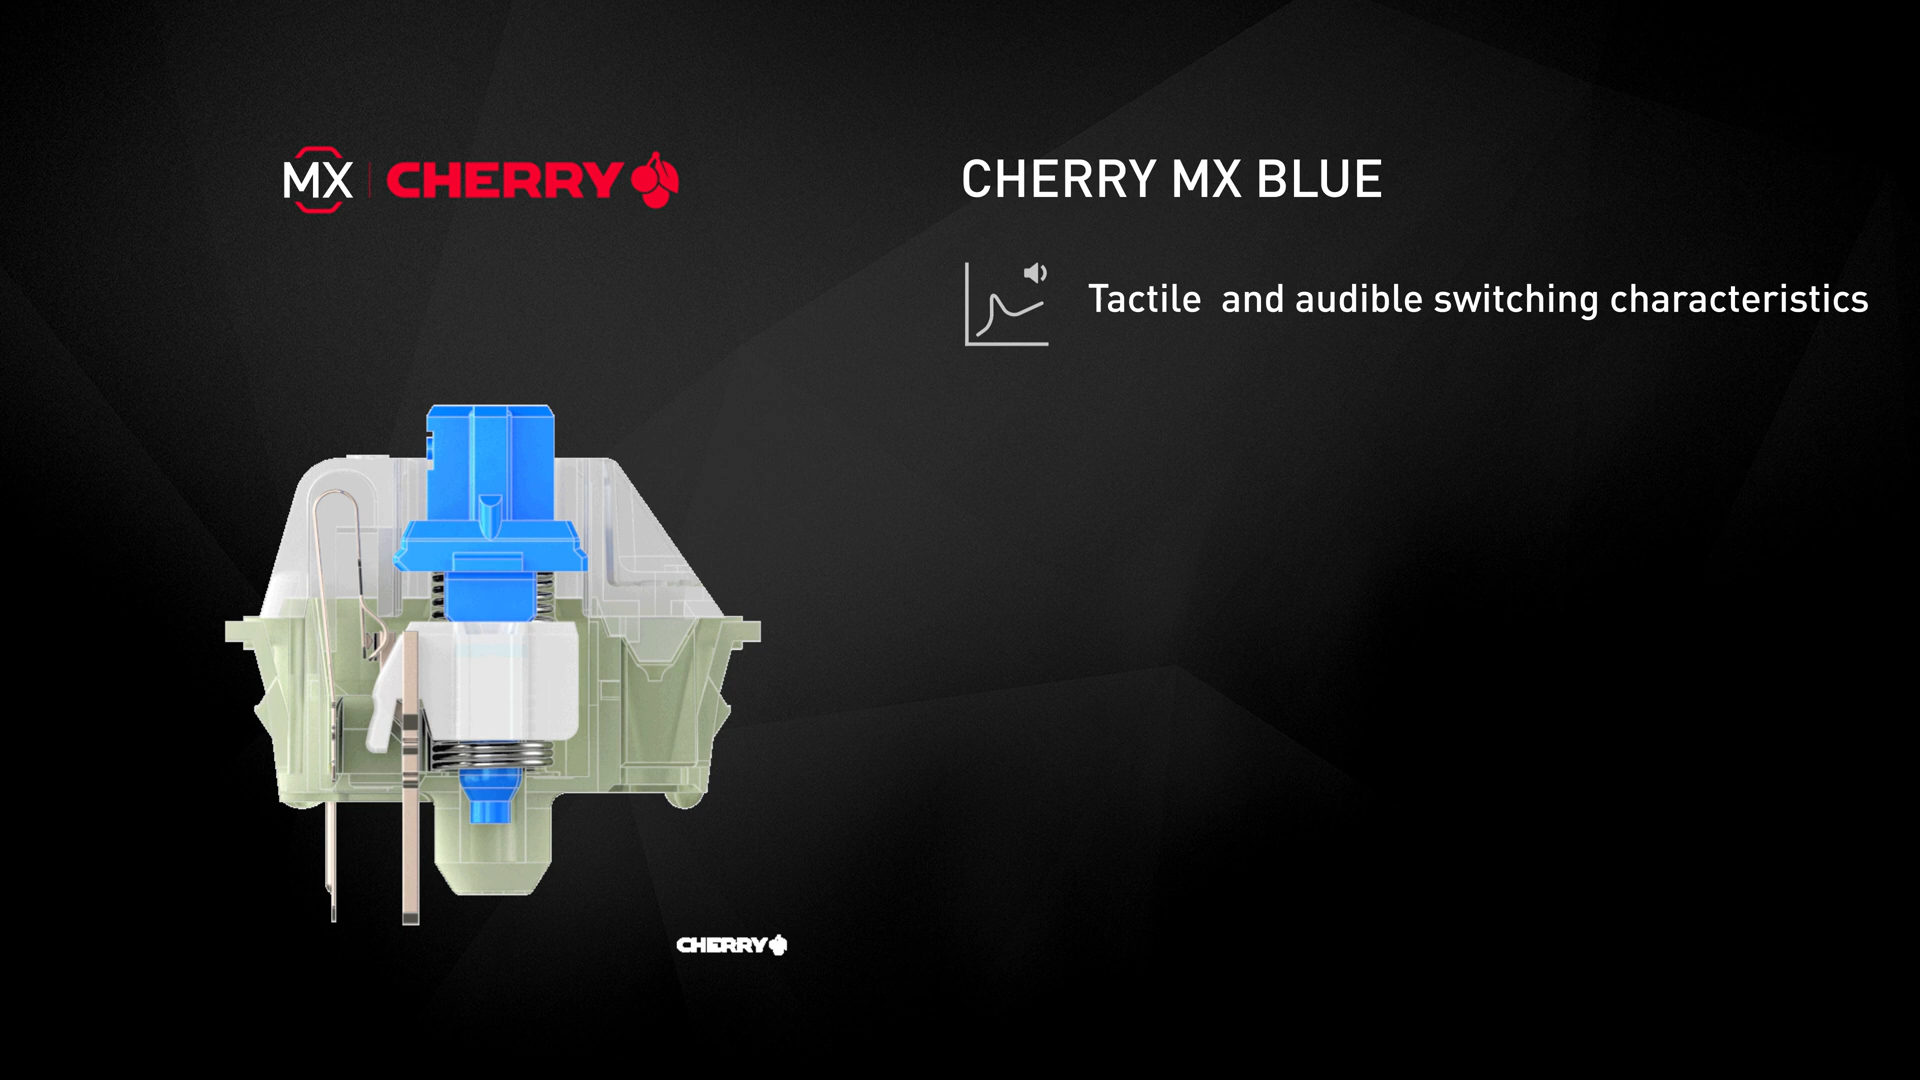 MX | CHERRY
CHERRY MX BLUE
Tactile  and audible switching characteristics
CHERRY